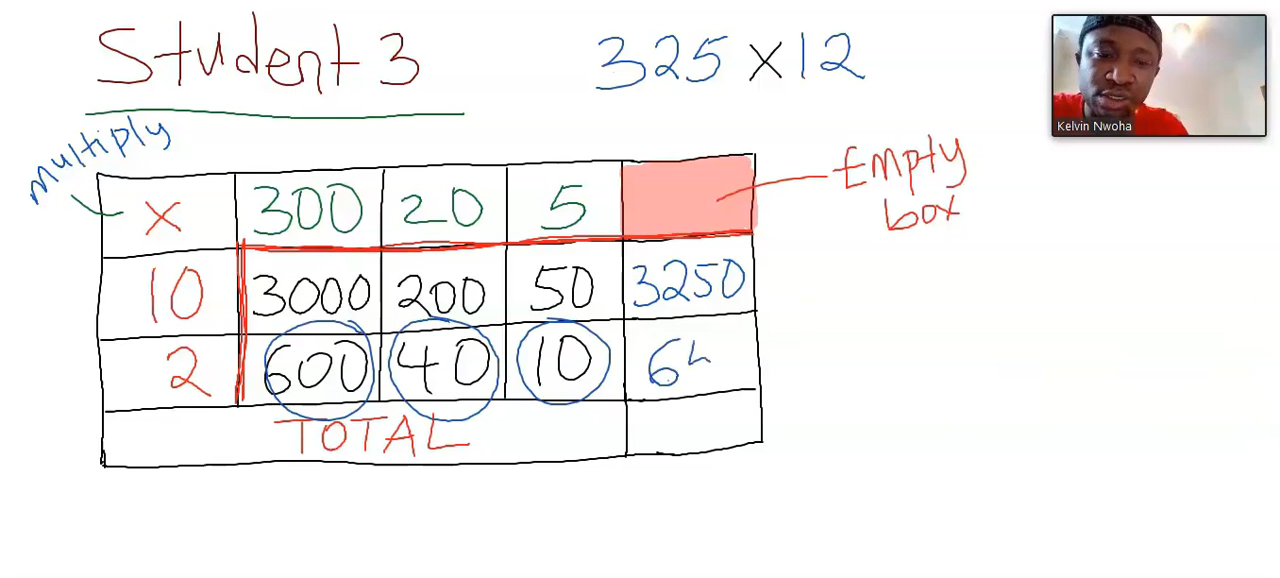 Student 3
325 × 12
Kelvin Nwoha
multiply
Empty
box
× 300 20 5
10 3000 200 50 3250
2 600 40 10 6
TOTAL